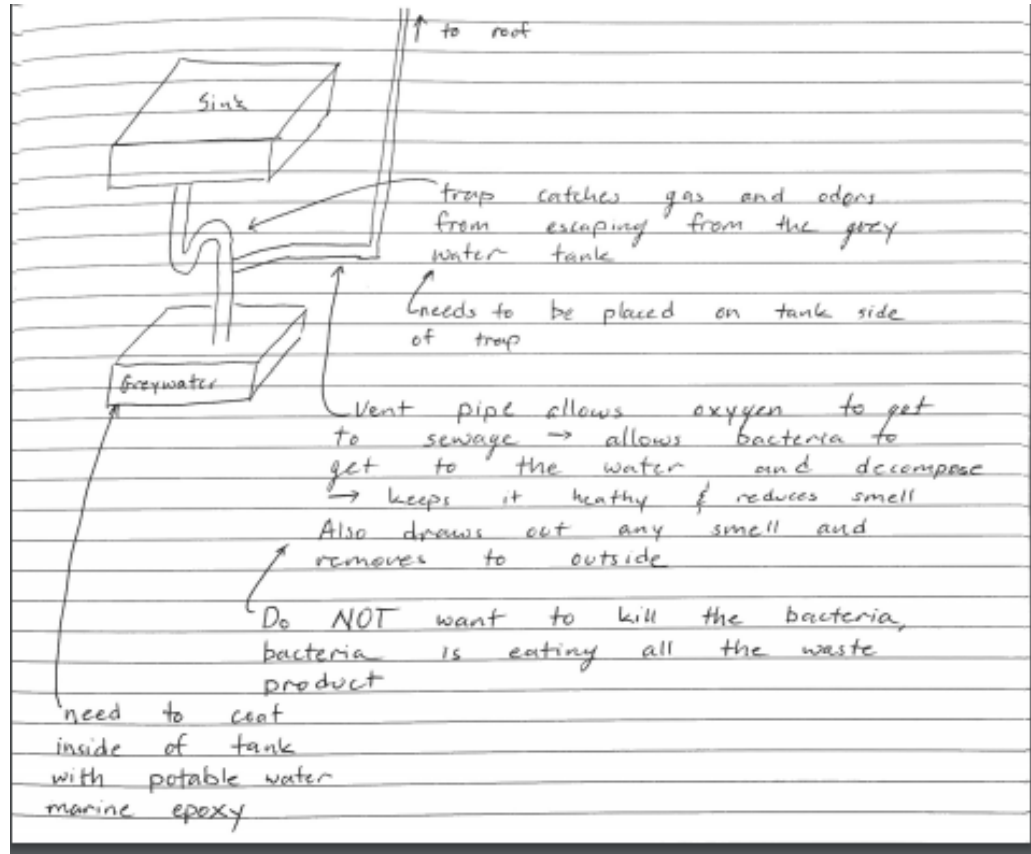 to roof
Sink
trap catches gas and odors
from escaping from the grey
water tank
needs to be placed on tank side
of trap
Greywater
Vent pipe allows oxygen to get
to sewage → allows bacteria to
get to the water and decompose
→ keeps it heathy & reduces smell
Also draws out any smell and
removes to outside
Do NOT want to kill the bacteria,
bacteria is eating all the waste
product
need to coat
inside of tank
with potable water
marine epoxy